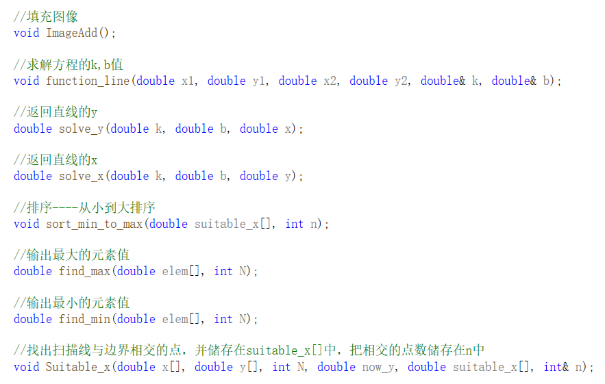 //填充图像
void ImageAdd();
//求解方程的k,b值
void function_line(double x1, double y1, double x2, double y2, double& k, double& b);
//返回直线的y
double solve_y(double k, double b, double x);
//返回直线的x
double solve_x(double k, double b, double y);
//排序----从小到大排序
void sort_min_to_max(double suitable_x[], int n);
//输出最大的元素值
double find_max(double elem[], int N);
//输出最小的元素值
double find_min(double elem[], int N);
//找出扫描线与边界相交的点，并储存在suitable_x[]中，把相交的点数储存在n中
void Suitable_x(double x[], double y[], int N, double now_y, double suitable_x[], int& n);